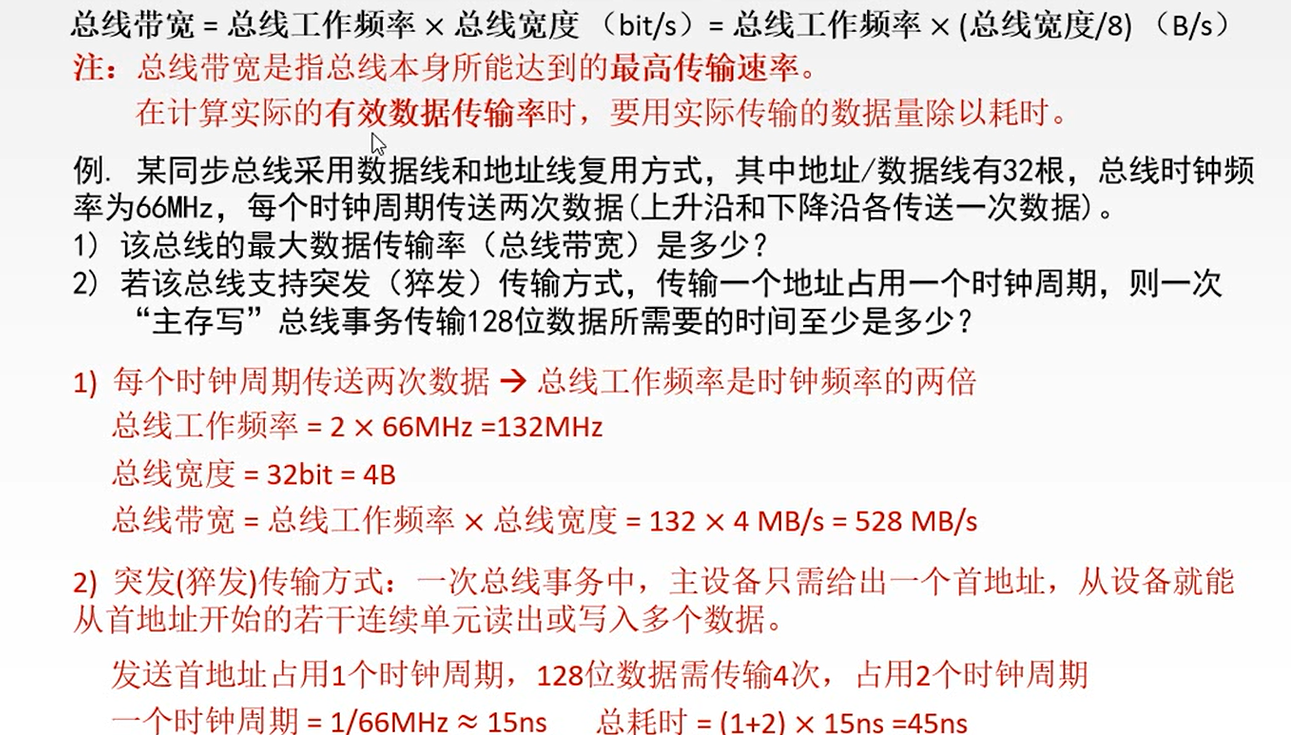 总线带宽 = 总线工作频率 × 总线宽度 （bit/s）= 总线工作频率 × (总线宽度/8) （B/s）
注：总线带宽是指总线本身所能达到的最高传输速率。
在计算实际的有效数据传输率时，要用实际传输的数据量除以耗时。
例. 某同步总线采用数据线和地址线复用方式，其中地址/数据线有32根，总线时钟频
率为66MHz，每个时钟周期传送两次数据(上升沿和下降沿各传送一次数据)。
1) 该总线的最大数据传输率（总线带宽）是多少？
2) 若该总线支持突发（猝发）传输方式，传输一个地址占用一个时钟周期，则一次
“主存写”总线事务传输128位数据所需要的时间至少是多少？
1) 每个时钟周期传送两次数据 → 总线工作频率是时钟频率的两倍
总线工作频率 = 2 × 66MHz =132MHz
总线宽度 = 32bit = 4B
总线带宽 = 总线工作频率 × 总线宽度 = 132 × 4 MB/s = 528 MB/s
2) 突发(猝发)传输方式：一次总线事务中，主设备只需给出一个首地址，从设备就能
从首地址开始的若干连续单元读出或写入多个数据。
发送首地址占用1个时钟周期，128位数据需传输4次，占用2个时钟周期
一个时钟周期 = 1/66MHz ≈ 15ns 总耗时 = (1+2) × 15ns =45ns